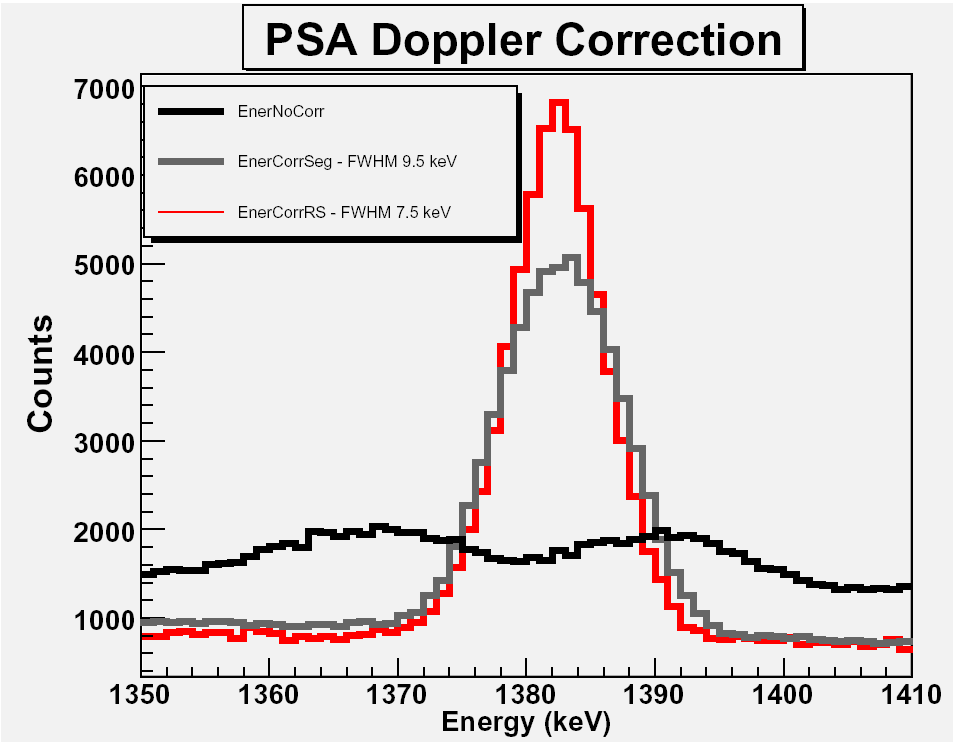 PSA Doppler Correction
7000
6000
5000
4000
3000
2000
1000
EnerNoCorr
EnerCorrSeg - FWHM 9.5 keV
EnerCorrRS - FWHM 7.5 keV
Counts
1350 1360 1370 1380 1390 1400 1410
Energy (keV)